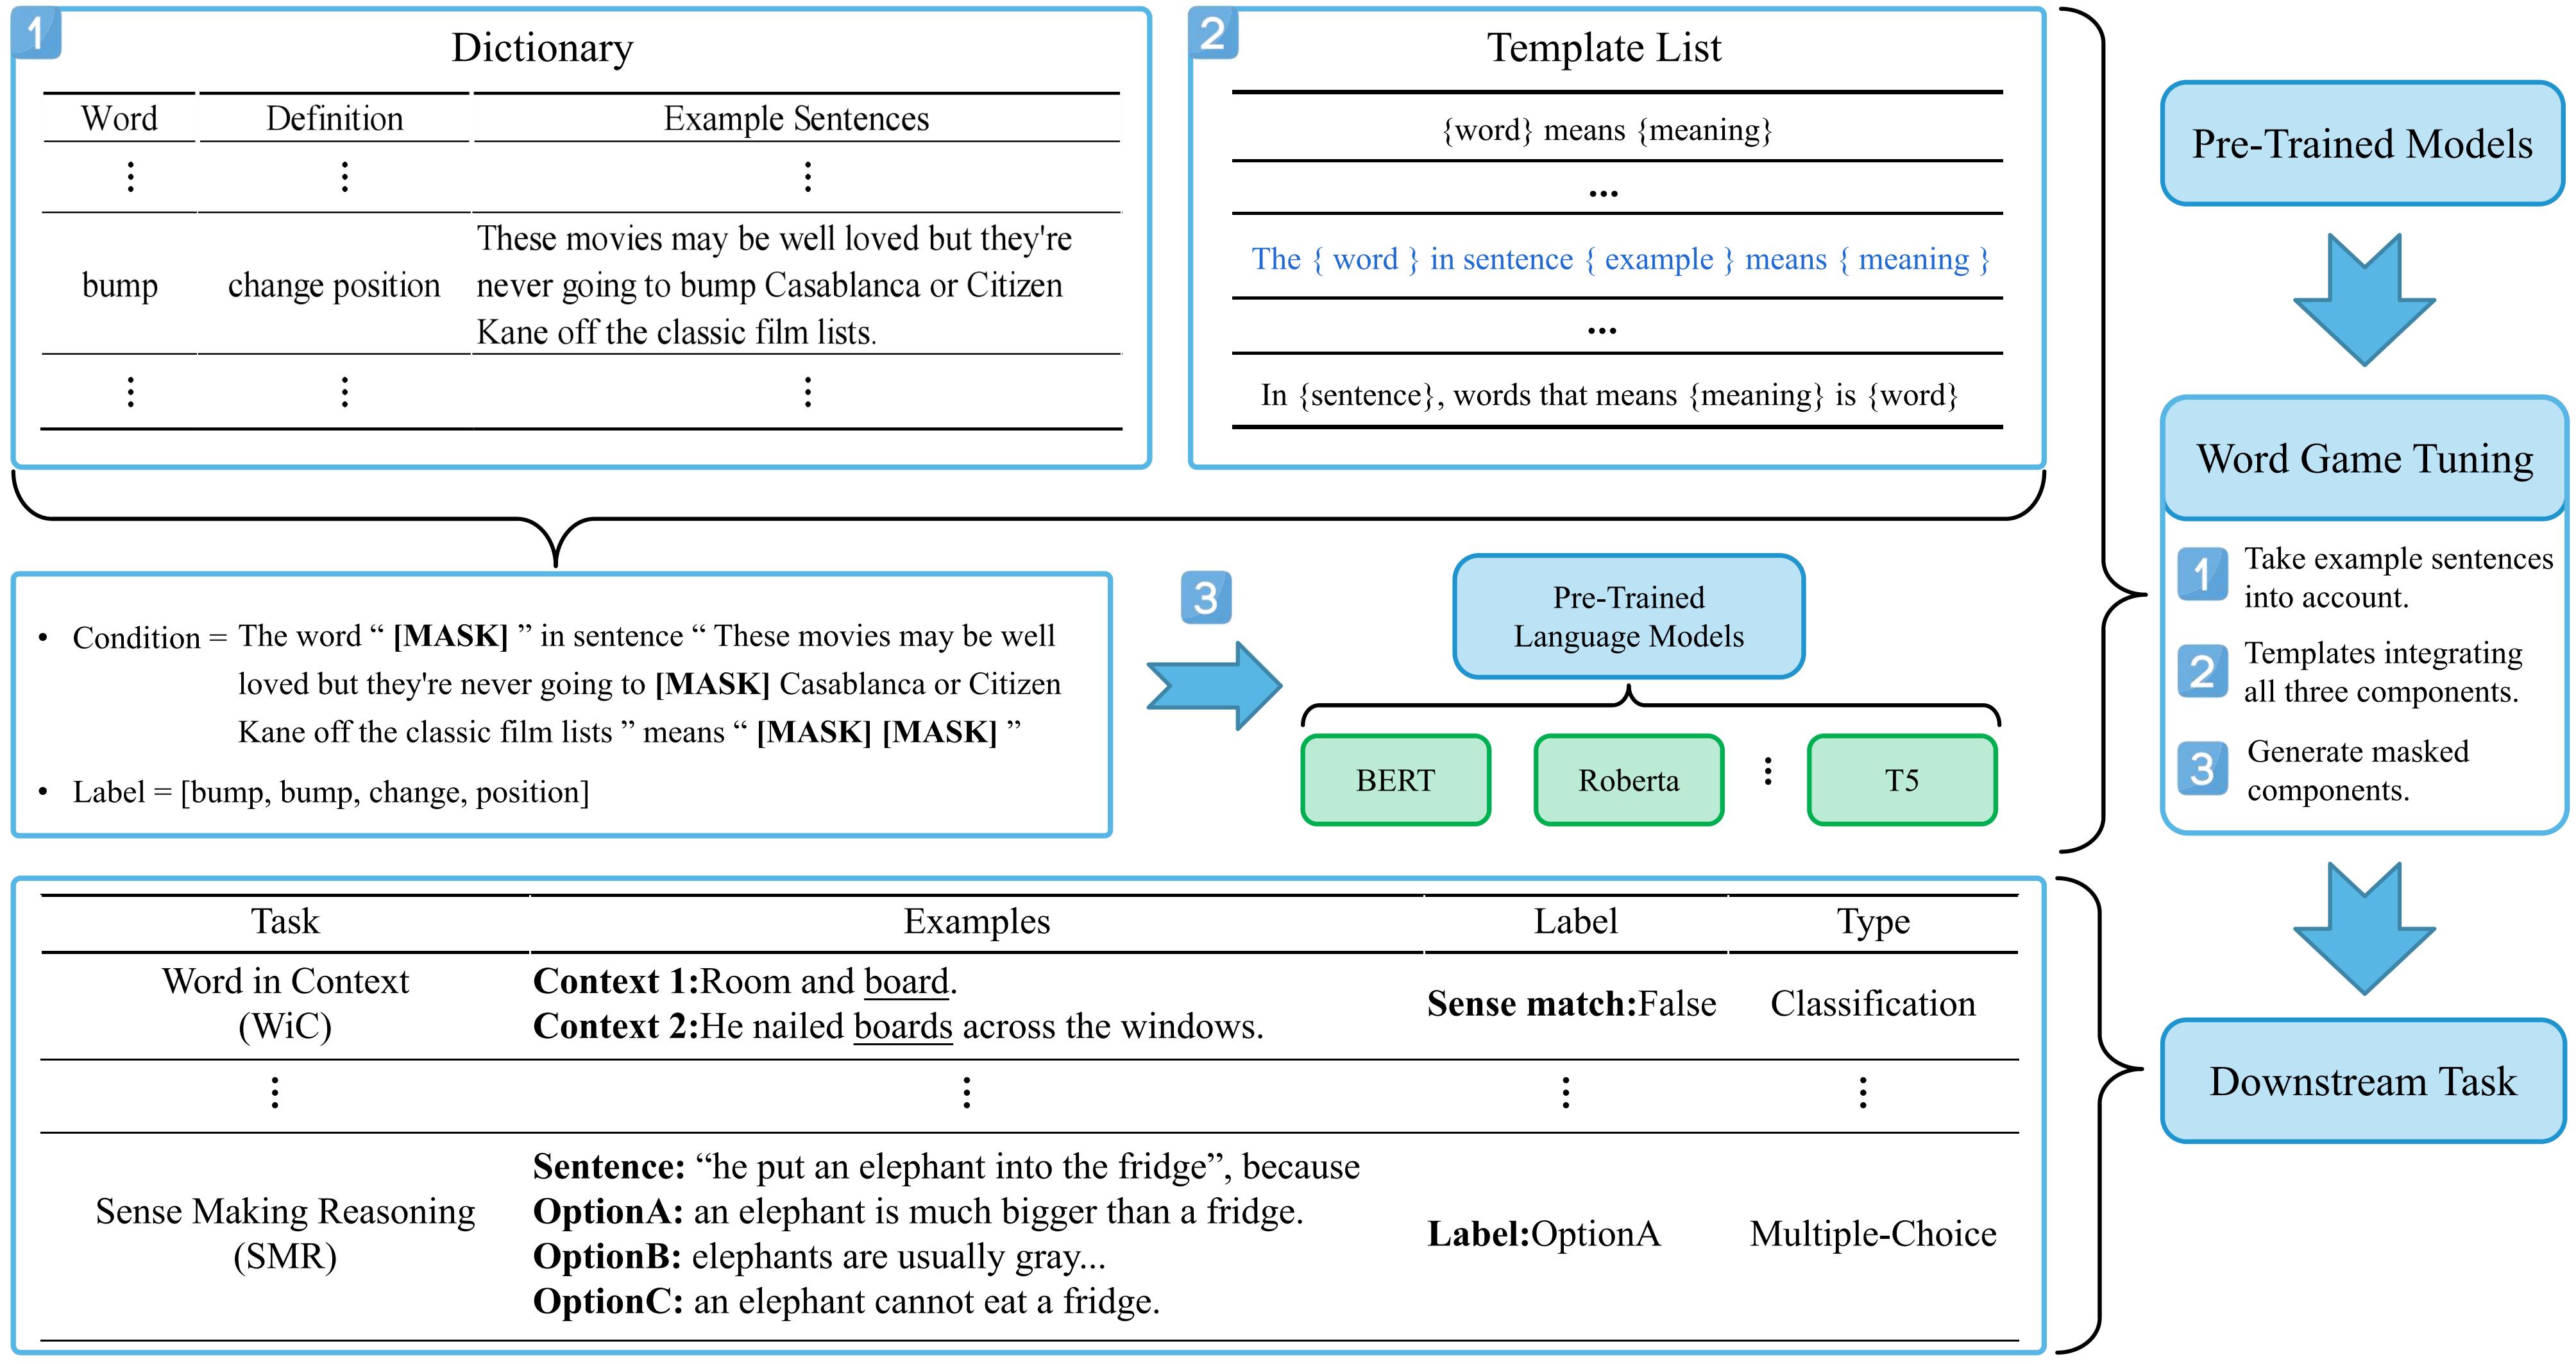 1
Dictionary
Word Definition Example Sentences
⋮ ⋮ ⋮
bump change position These movies may be well loved but they're
never going to bump Casablanca or Citizen
Kane off the classic film lists.
⋮ ⋮ ⋮
2
Template List
{word} means {meaning}
...
The { word } in sentence { example } means { meaning }
...
In {sentence}, words that means {meaning} is {word}
• Condition = The word “ [MASK] ” in sentence “ These movies may be well
loved but they're never going to [MASK] Casablanca or Citizen
Kane off the classic film lists ” means “ [MASK] [MASK] ”
• Label = [bump, bump, change, position]
3
Pre-Trained
Language Models
BERT Roberta ⋮ T5
Pre-Trained Models
Word Game Tuning
1 Take example sentences
into account.
2 Templates integrating
all three components.
3 Generate masked
components.
Downstream Task
Task Examples Label Type
Word in Context
(WiC)
Context 1:Room and board.
Context 2:He nailed boards across the windows.
Sense match:False
Classification
⋮ ⋮ ⋮ ⋮
Sense Making Reasoning
(SMR)
Sentence: “he put an elephant into the fridge”, because
OptionA: an elephant is much bigger than a fridge.
OptionB: elephants are usually gray...
OptionC: an elephant cannot eat a fridge.
Label:OptionA
Multiple-Choice